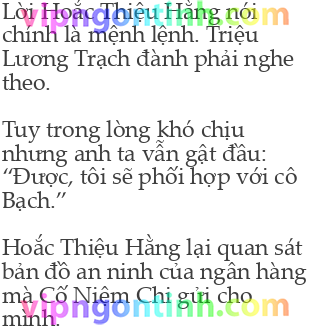 Lời Hoắc Thiệu Hằng nói
vipngontinh.com
chính là mệnh lệnh. Triệu
Lương Trạch đành phải nghe
theo.
Tuy trong lòng khó chịu
nhưng anh ta vẫn gật đầu:
“Được, tôi sẽ phối hợp với cô
Bạch.”
Hoắc Thiệu Hằng lại quan sát
bản đồ an ninh của ngân hàng
mà Cố Niệm Chi gửi cho
vipngontinh.com
mình.